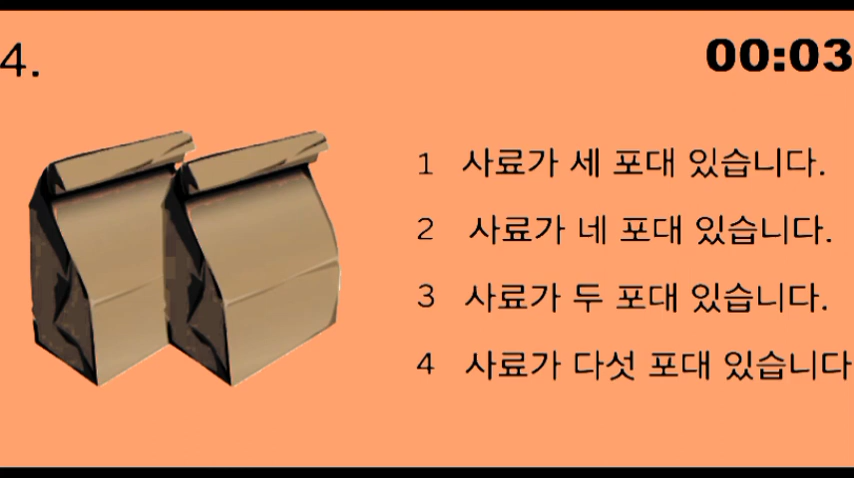 4.
00:03
1 사료가 세 포대 있습니다.
2 사료가 네 포대 있습니다.
3 사료가 두 포대 있습니다.
4 사료가 다섯 포대 있습니다